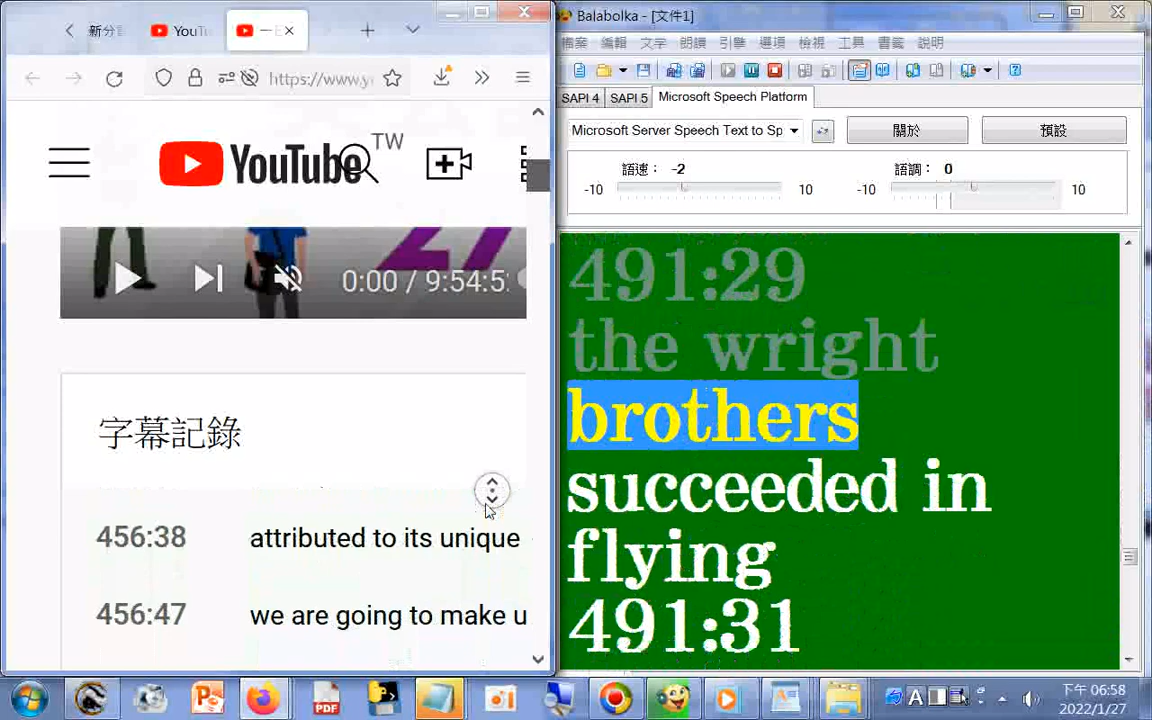 新分
YouTu
一E
https://www.y
YouTube
TW
27
0:00 / 9:54:5
字幕記錄
456:38 attributed to its unique
456:47 we are going to make u
Balabolka - [文件1]
檔案 編輯 文字 朗讀 引擎 選項 檢視 工具 書籤 說明
SAPI 4 SAPI 5 Microsoft Speech Platform
Microsoft Server Speech Text to Sp
關於
預設
語速： -2
語調： 0
-10 10 -10 10
491:29
the wright
brothers
succeeded in
flying
491:31
PDF
A
下午 06:58
2022/1/27